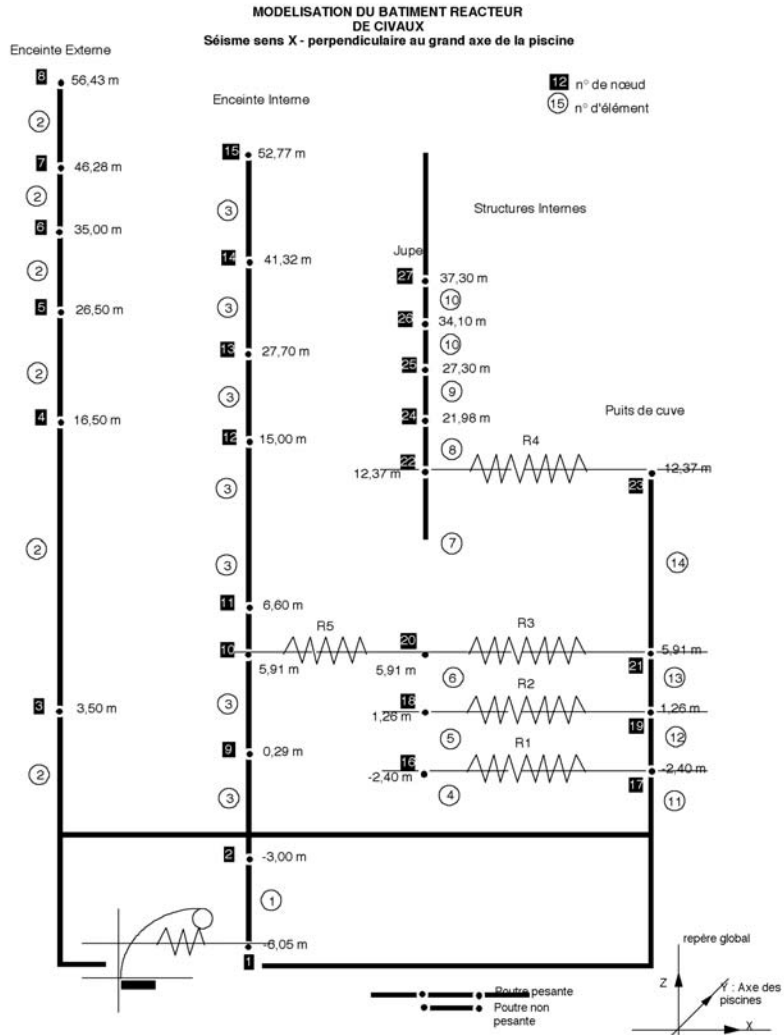 MODELISATION DU BATIMENT REACTEUR
DE CIVAUX
Séisme sens X - perpendiculaire au grand axe de la piscine
Enceinte Externe
8 56,43 m
12 n° de nœud
15 n° d'élément
Enceinte Interne
2
15 52,77 m
7 46,28 m
2
3
Structures Internes
6 35,00 m
14 41,32 m
Jupe
27 37,30 m
2
10
5 26,50 m
3
26 34,10 m
10
13 27,70 m
25 27,30 m
2
3
9
Puits de cuve
4 16,50 m
24 21,98 m
12 15,00 m
R4
8
22
12,37 m
12,37 m
23
3
2
7
3
14
11 6,60 m
R5
R3
10
20
5,91 m
5,91 m
5,91 m
21
6
13
R2
3 3,50 m
3
18
1,26 m
1,26 m
19
5
12
R1
9 0,29 m
16
-2,40 m
-2,40 m
17
2
3
4
11
2 -3,00 m
1
-6,05 m
1
repère global
Z
Y : Axe des
piscines
X
Poutre pesante
Poutre non
pesante